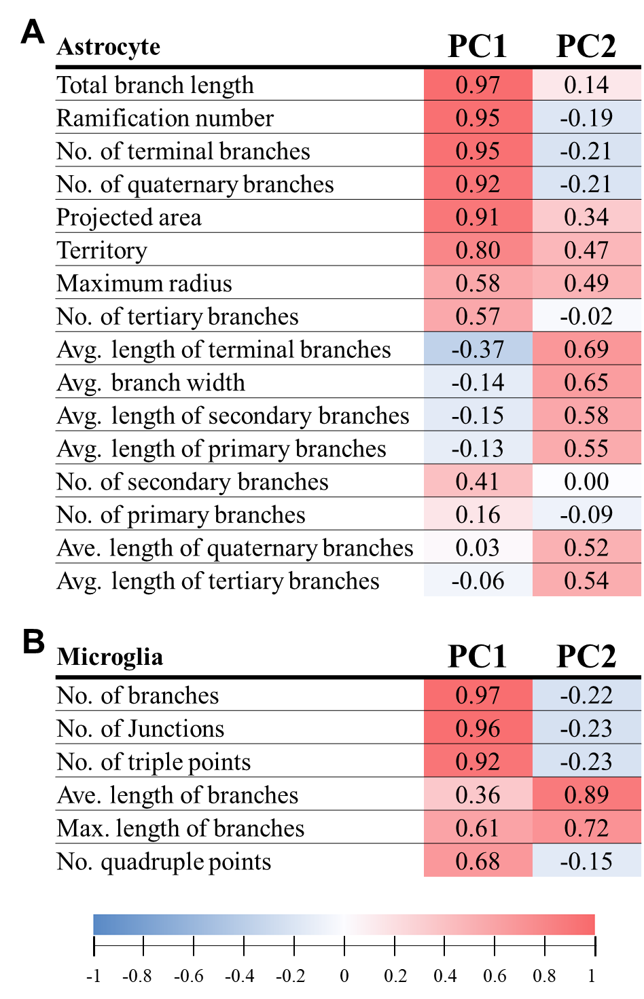 A Astrocyte PC1 PC2
Total branch length 0.97 0.14
Ramification number 0.95 -0.19
No. of terminal branches 0.95 -0.21
No. of quaternary branches 0.92 -0.21
Projected area 0.91 0.34
Territory 0.80 0.47
Maximum radius 0.58 0.49
No. of tertiary branches 0.57 -0.02
Avg. length of terminal branches -0.37 0.69
Avg. branch width -0.14 0.65
Avg. length of secondary branches -0.15 0.58
Avg. length of primary branches -0.13 0.55
No. of secondary branches 0.41 0.00
No. of primary branches 0.16 -0.09
Ave. length of quaternary branches 0.03 0.52
Avg. length of tertiary branches -0.06 0.54
B Microglia PC1 PC2
No. of branches 0.97 -0.22
No. of Junctions 0.96 -0.23
No. of triple points 0.92 -0.23
Ave. length of branches 0.36 0.89
Max. length of branches 0.61 0.72
No. quadruple points 0.68 -0.15
-1 -0.8 -0.6 -0.4 -0.2 0 0.2 0.4 0.6 0.8 1